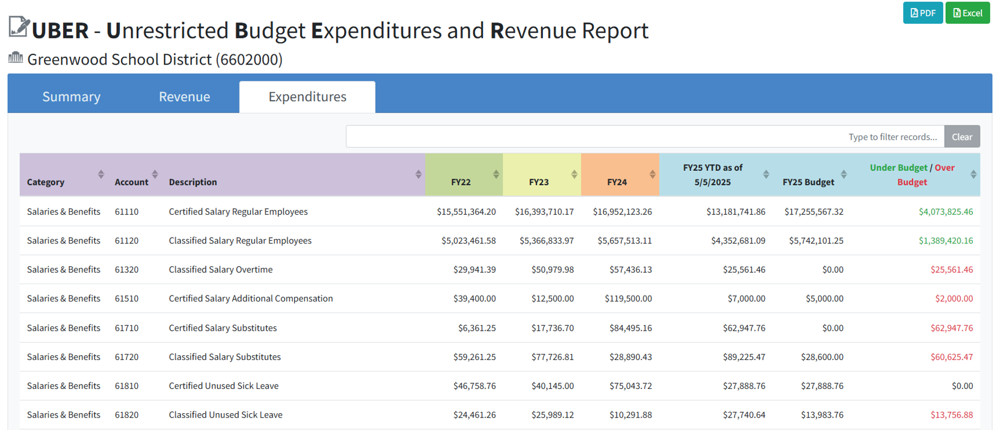 PDF Excel
UBER - Unrestricted Budget Expenditures and Revenue Report
Greenwood School District (6602000)
Summary Revenue Expenditures
Type to filter records... Clear
Category Account Description FY22 FY23 FY24 FY25 YTD as of 5/5/2025 FY25 Budget Under Budget / Over Budget
Salaries & Benefits 61110 Certified Salary Regular Employees $15,551,364.20 $16,393,710.17 $16,952,123.26 $13,181,741.86 $17,255,567.32 $4,073,825.46
Salaries & Benefits 61120 Classified Salary Regular Employees $5,023,461.58 $5,366,833.97 $5,657,513.11 $4,352,681.09 $5,742,101.25 $1,389,420.16
Salaries & Benefits 61320 Classified Salary Overtime $29,941.39 $50,979.98 $57,436.13 $25,561.46 $0.00 $25,561.46
Salaries & Benefits 61510 Certified Salary Additional Compensation $39,400.00 $12,500.00 $119,500.00 $7,000.00 $5,000.00 $2,000.00
Salaries & Benefits 61710 Certified Salary Substitutes $6,361.25 $17,736.70 $84,495.16 $62,947.76 $0.00 $62,947.76
Salaries & Benefits 61720 Classified Salary Substitutes $59,261.25 $77,726.81 $28,890.43 $89,225.47 $28,600.00 $60,625.47
Salaries & Benefits 61810 Certified Unused Sick Leave $46,758.76 $40,145.00 $75,043.72 $27,888.76 $27,888.76 $0.00
Salaries & Benefits 61820 Classified Unused Sick Leave $24,461.26 $25,989.12 $10,291.88 $27,740.64 $13,983.76 $13,756.88